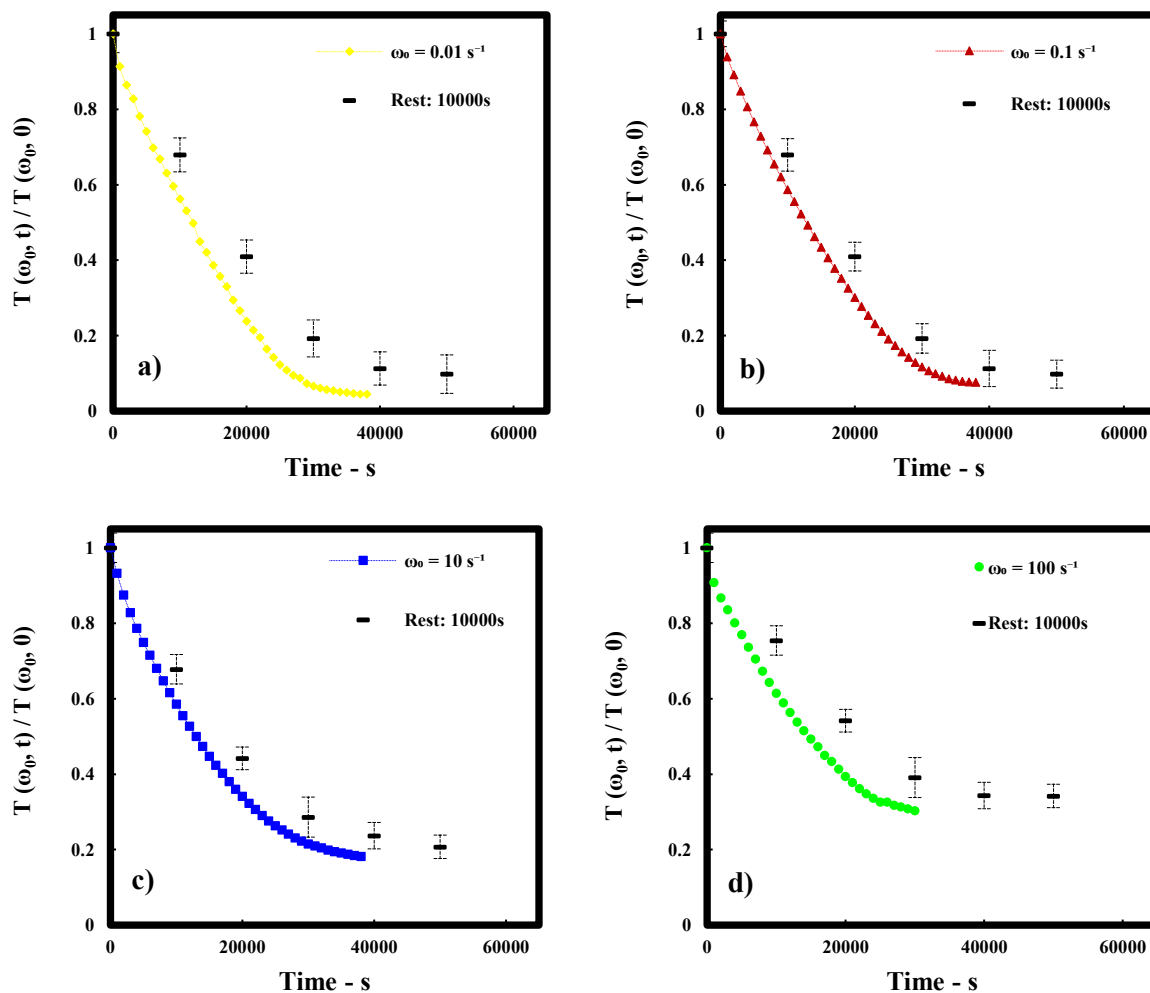 T (ω₀, t) / T (ω₀, 0)
1
0.8
0.6
0.4
0.2
0
ω₀ = 0.01 s⁻¹
Rest: 10000s
a)
0 20000 40000 60000
Time - s
T (ω₀, t) / T (ω₀, 0)
1
0.8
0.6
0.4
0.2
0
ω₀ = 0.1 s⁻¹
Rest: 10000s
b)
0 20000 40000 60000
Time - s
T (ω₀, t) / T (ω₀, 0)
1
0.8
0.6
0.4
0.2
0
ω₀ = 10 s⁻¹
Rest: 10000s
c)
0 20000 40000 60000
Time - s
T (ω₀, t) / T (ω₀, 0)
1
0.8
0.6
0.4
0.2
0
ω₀ = 100 s⁻¹
Rest: 10000s
d)
0 20000 40000 60000
Time - s